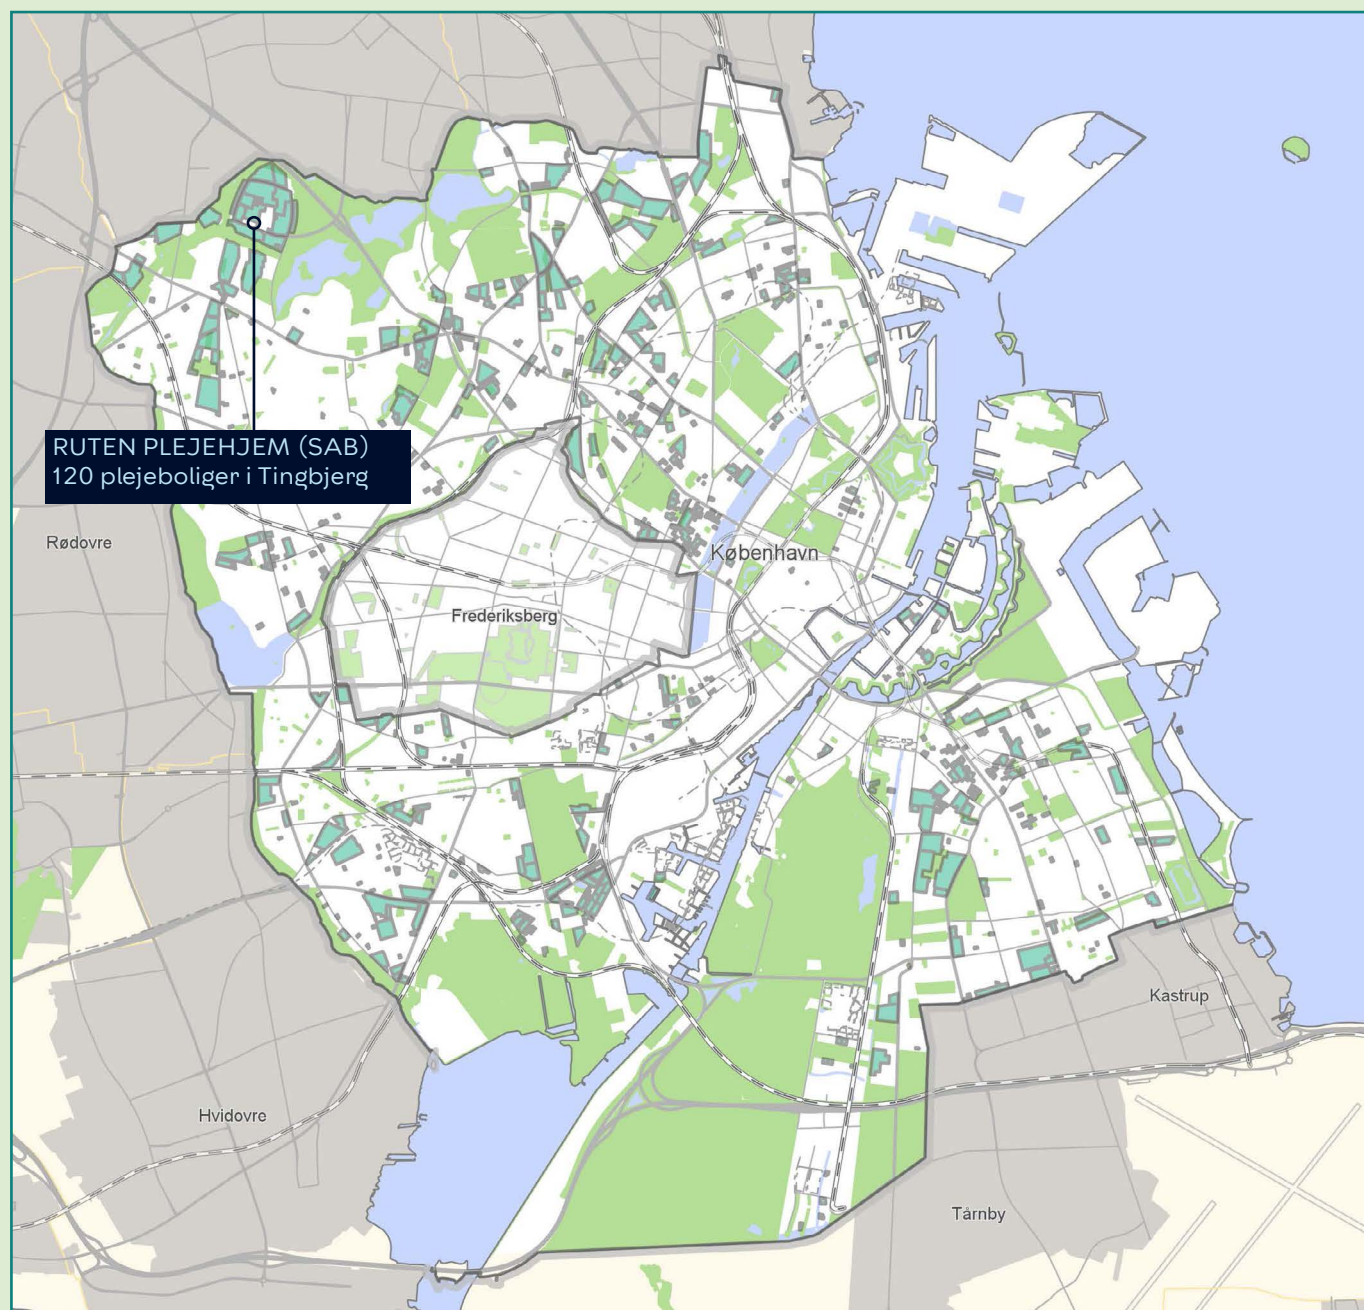 RUTEN PLEJEHJEM (SAB)
120 plejeboliger i Tingbjerg
Rødovre
København
Frederiksberg
Kastrup
Hvidovre
Tårnby